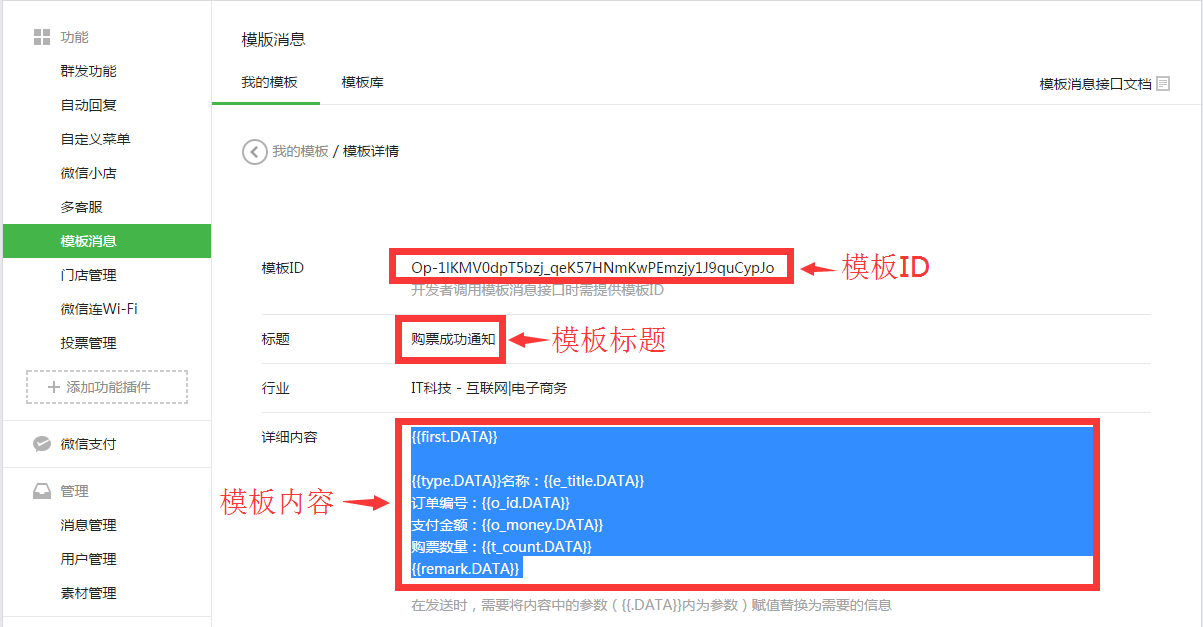 功能
群发功能
自动回复
自定义菜单
微信小店
多客服
模板消息
门店管理
微信连Wi-Fi
投票管理
添加功能插件
微信支付
管理
消息管理
用户管理
素材管理
模版消息
我的模板 模板库 模板消息接口文档
我的模板 / 模板详情
模板ID Op-1lKMV0dpT5bzj_qeK57HNmKwPEmzjy1J9quCypJo 模板ID
开发者调用模板消息接口时需提供模板ID
标题 购票成功通知 模板标题
行业 IT科技 - 互联网|电子商务
详细内容 {{first.DATA}}
{{type.DATA}}名称：{{e_title.DATA}}
模板内容 订单编号：{{o_id.DATA}}
支付金额：{{o_money.DATA}}
购票数量：{{t_count.DATA}}
{{remark.DATA}}
在发送时，需要将内容中的参数（{{.DATA}}内为参数）赋值替换为需要的信息